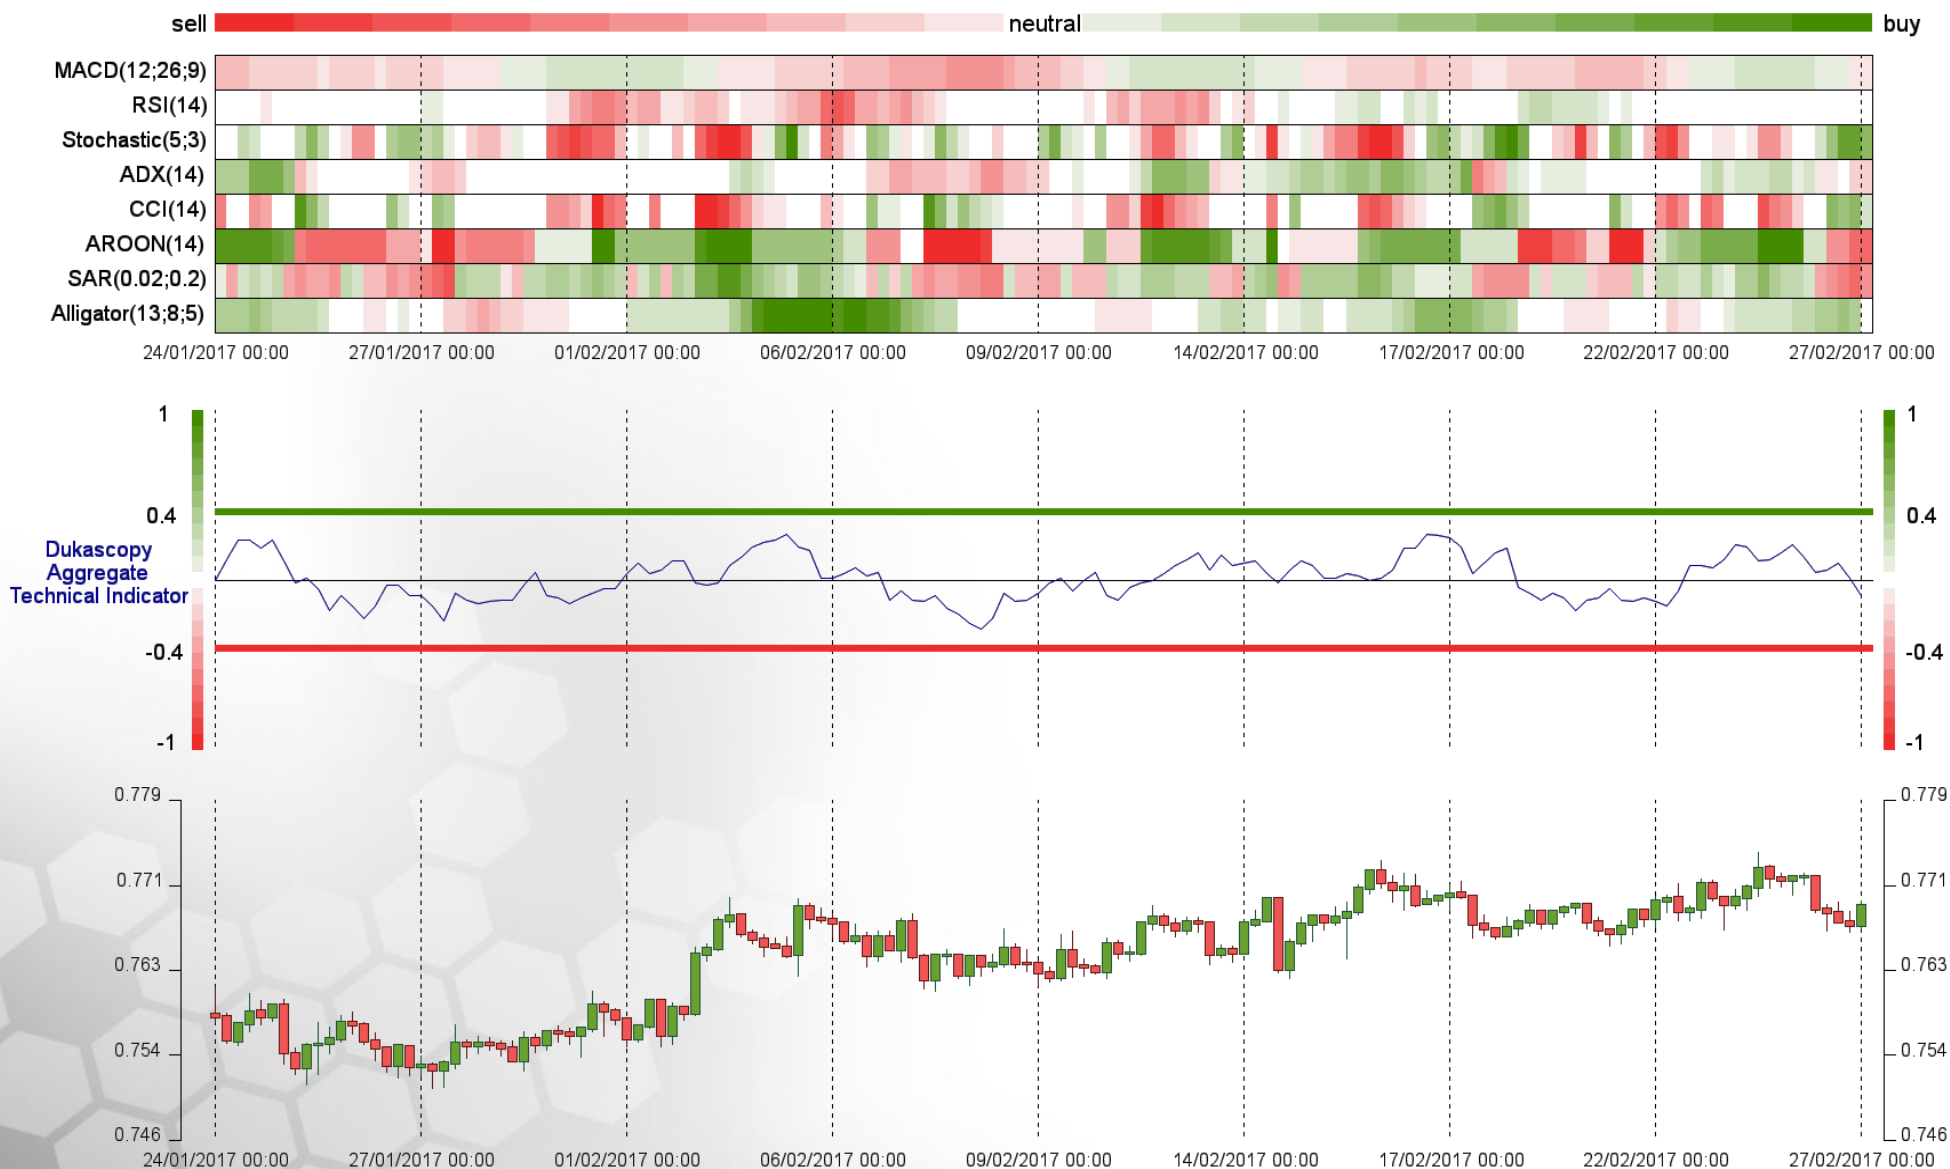 sell neutral buy
MACD(12;26;9)
RSI(14)
Stochastic(5;3)
ADX(14)
CCI(14)
AROON(14)
SAR(0.02;0.2)
Alligator(13;8;5)
24/01/2017 00:00 27/01/2017 00:00 01/02/2017 00:00 06/02/2017 00:00 09/02/2017 00:00 14/02/2017 00:00 17/02/2017 00:00 22/02/2017 00:00 27/02/2017 00:00
1 1
0.4 0.4
Dukascopy
Aggregate
Technical Indicator
-0.4 -0.4
-1 -1
0.779 0.779
0.771 0.771
0.763 0.763
0.754 0.754
0.746 0.746
24/01/2017 00:00 27/01/2017 00:00 01/02/2017 00:00 06/02/2017 00:00 09/02/2017 00:00 14/02/2017 00:00 17/02/2017 00:00 22/02/2017 00:00 27/02/2017 00:00